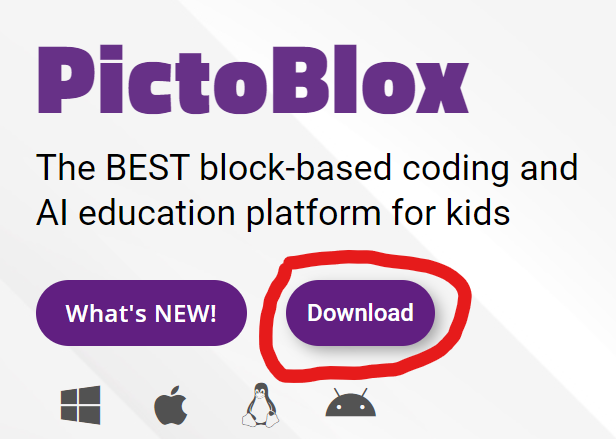 PictoBlox
The BEST block-based coding and
AI education platform for kids
What's NEW!
Download